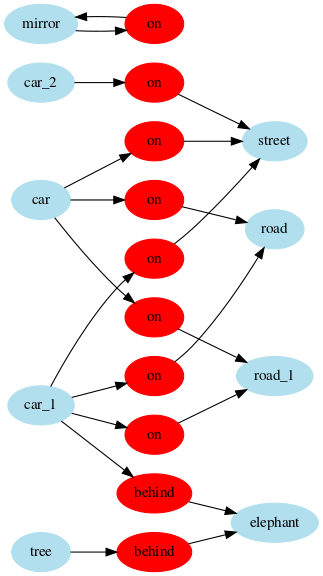 mirror on
car_2 on
on street
car on road
on
on
on road_1
car_1 on
behind elephant
tree behind